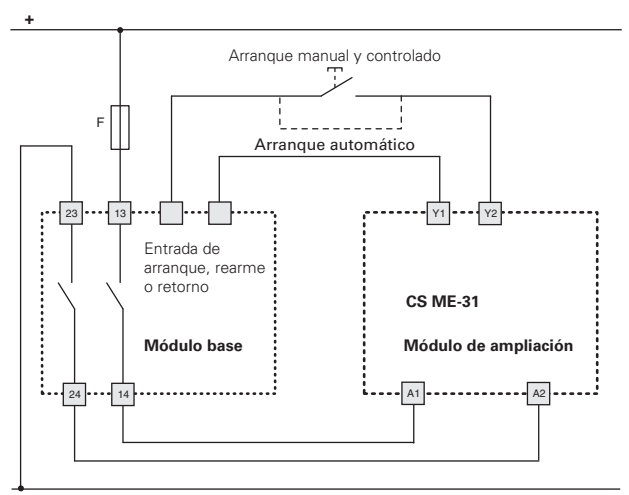 +
Arranque manual y controlado
F
Arranque automático
23
13
Y1
Y2
Entrada de
arranque, rearme
o retorno
CS ME-31
Módulo base
Módulo de ampliación
24
14
A1
A2